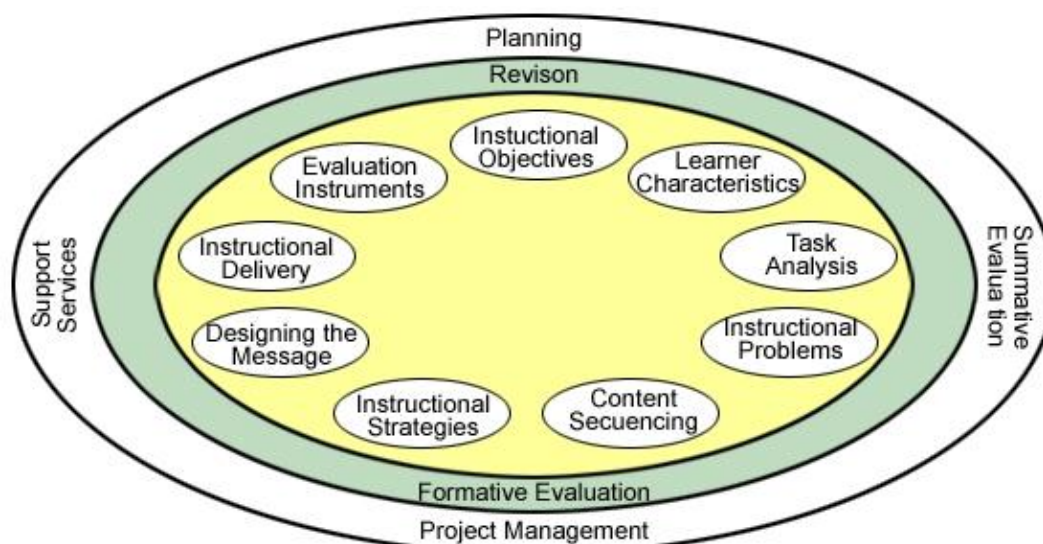 Planning
Revison
Instuctional
Objectives
Evaluation
Instruments
Learner
Characteristics
Instructional
Delivery
Task
Analysis
Support
Services
Summative
Evalua tion
Designing the
Message
Instructional
Problems
Instructional
Strategies
Content
Secuencing
Formative Evaluation
Project Management